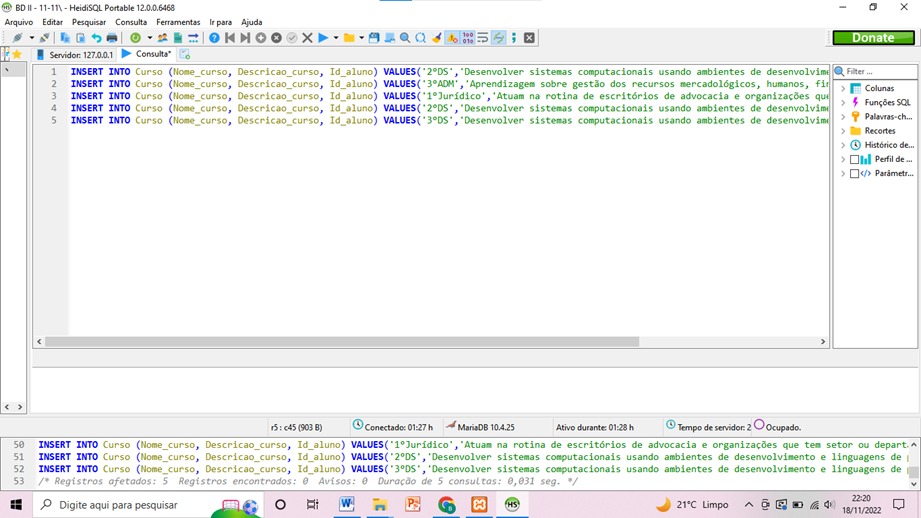 BD II - 11-11\ - HeidiSQL Portable 12.0.0.6468
Arquivo Editar Pesquisar Consulta Ferramentas Ir para Ajuda
Donate
Servidor: 127.0.0.1 Consulta*
Filter ...
1 INSERT INTO Curso (Nome_curso, Descricao_curso, Id_aluno) VALUES('2ºDS','Desenvolver sistemas computacionais usando ambientes de desenvolvime
2 INSERT INTO Curso (Nome_curso, Descricao_curso, Id_aluno) VALUES('3ºADM','Aprendizagem sobre gestão dos recursos mercadológicos, humanos, fin
3 INSERT INTO Curso (Nome_curso, Descricao_curso, Id_aluno) VALUES('1ºJurídico','Atuam na rotina de escritórios de advocacia e organizações que
4 INSERT INTO Curso (Nome_curso, Descricao_curso, Id_aluno) VALUES('2ºDS','Desenvolver sistemas computacionais usando ambientes de desenvolvime
5 INSERT INTO Curso (Nome_curso, Descricao_curso, Id_aluno) VALUES('3ºDS','Desenvolver sistemas computacionais usando ambientes de desenvolvime
Colunas
Funções SQL
Palavras-ch...
Recortes
Histórico de...
Perfil de ...
Parâmetr...
r5 : c45 (903 B) Conectado: 01:27 h MariaDB 10.4.25 Ativo durante: 01:28 h Tempo de servidor: 2 Ocupado.
50 INSERT INTO Curso (Nome_curso, Descricao_curso, Id_aluno) VALUES('1ºJurídico','Atuam na rotina de escritórios de advocacia e organizações que tem setor ou depart
51 INSERT INTO Curso (Nome_curso, Descricao_curso, Id_aluno) VALUES('2ºDS','Desenvolver sistemas computacionais usando ambientes de desenvolvimento e linguagens de p
52 INSERT INTO Curso (Nome_curso, Descricao_curso, Id_aluno) VALUES('3ºDS','Desenvolver sistemas computacionais usando ambientes de desenvolvimento e linguagens de p
53 /* Registros afetados: 5 Registros encontrados: 0 Avisos: 0 Duração de 5 consultas: 0,031 seg. */
Digite aqui para pesquisar
21°C Limpo
22:20
18/11/2022